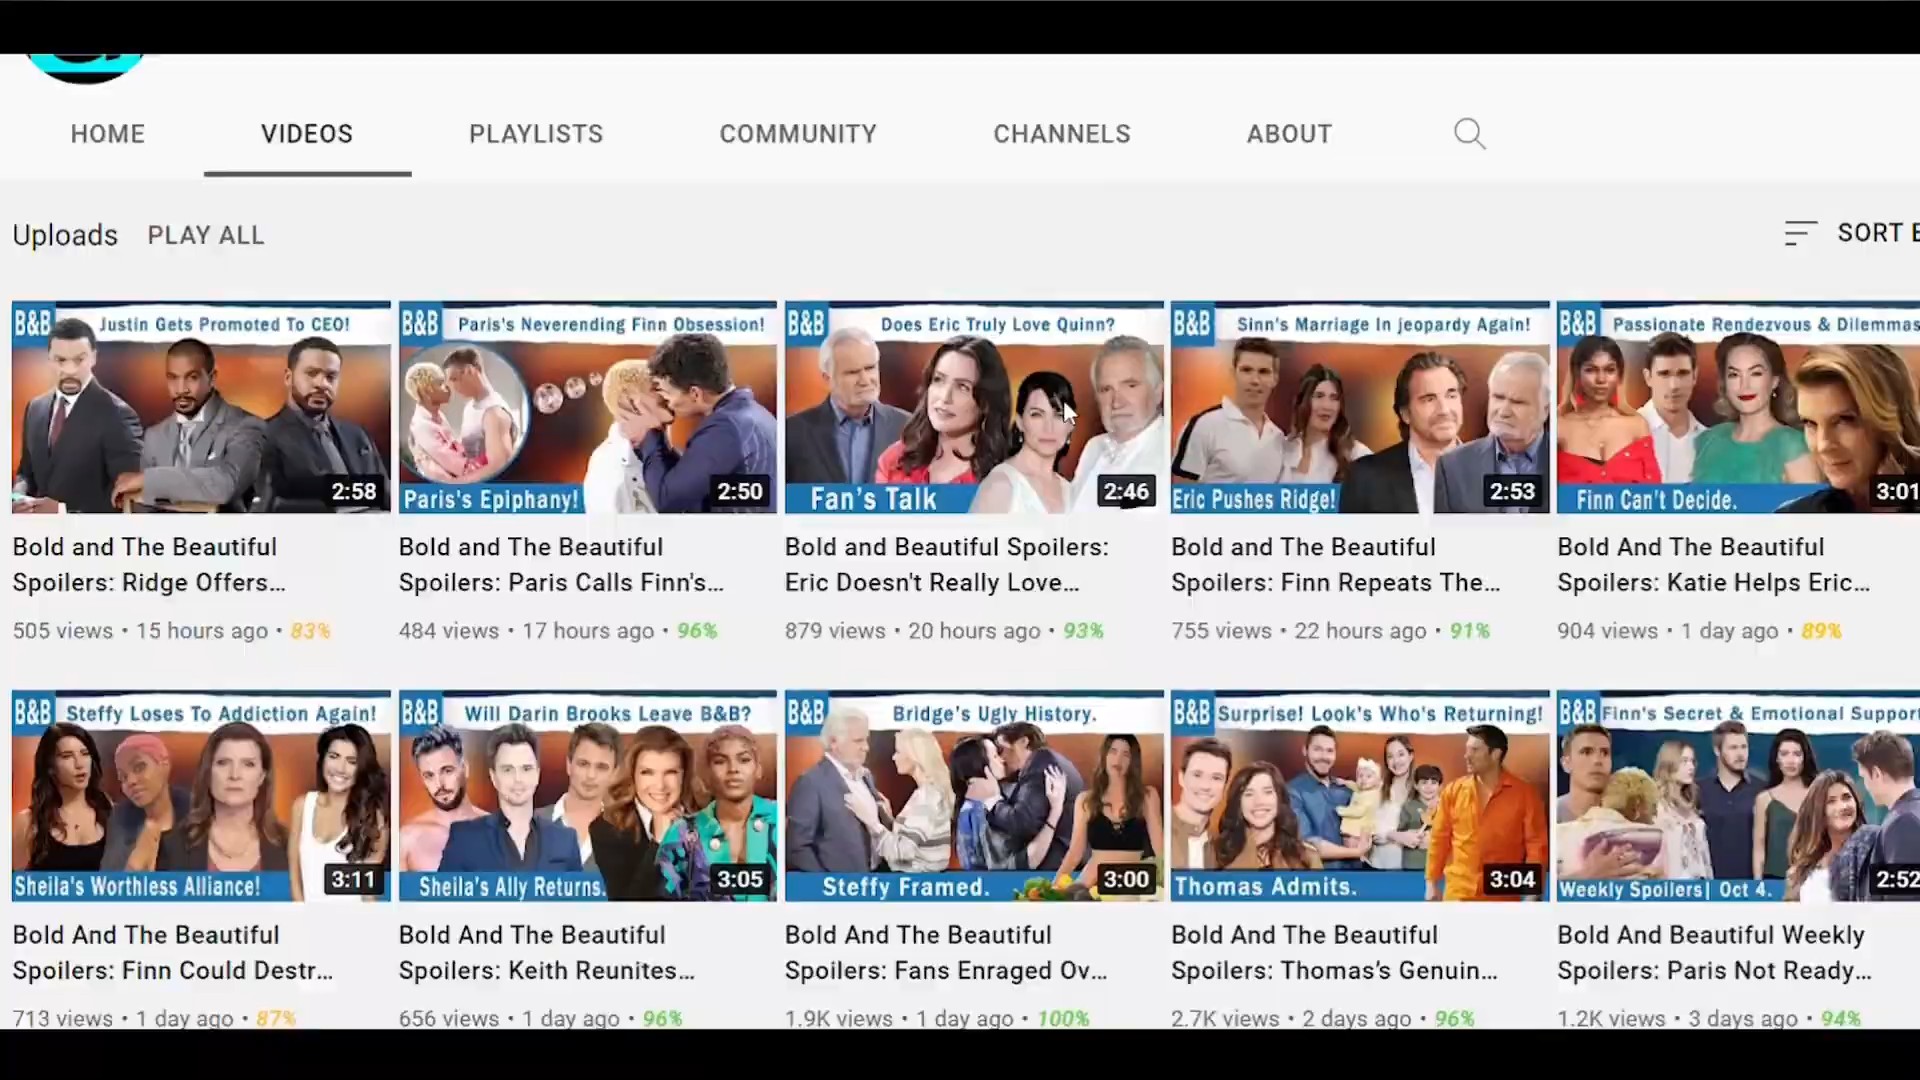 HOME VIDEOS PLAYLISTS COMMUNITY CHANNELS ABOUT
Uploads PLAY ALL
SORT
B&B Justin Gets Promoted To CEO!
2:58
B&B Paris's Neverending Finn Obsession!
Paris's Epiphany!
2:50
B&B Does Eric Truly Love Quinn?
Fan's Talk
2:46
B&B Sinn's Marriage In jeopardy Again!
Eric Pushes Ridge!
2:53
B&B Passionate Rendezvous & Dilemmas
Finn Can't Decide.
3:01
Bold and The Beautiful
Spoilers: Ridge Offers...
505 views • 15 hours ago • 83%
Bold and The Beautiful
Spoilers: Paris Calls Finn's...
484 views • 17 hours ago • 96%
Bold and Beautiful Spoilers:
Eric Doesn't Really Love...
879 views • 20 hours ago • 93%
Bold and The Beautiful
Spoilers: Finn Repeats The...
755 views • 22 hours ago • 91%
Bold And The Beautiful
Spoilers: Katie Helps Eric...
904 views • 1 day ago • 89%
B&B Steffy Loses To Addiction Again!
Sheila's Worthless Alliance!
3:11
B&B Will Darin Brooks Leave B&B?
Sheila's Ally Returns.
3:05
B&B Bridge's Ugly History.
Steffy Framed.
3:00
B&B Surprise! Look's Who's Returning!
Thomas Admits.
3:04
B&B Finn's Secret & Emotional Support
Weekly Spoilers| Oct 4.
2:52
Bold And The Beautiful
Spoilers: Finn Could Destr...
713 views • 1 day ago • 87%
Bold And The Beautiful
Spoilers: Keith Reunites...
656 views • 1 day ago • 96%
Bold And The Beautiful
Spoilers: Fans Enraged Ov...
1.9K views • 1 day ago • 100%
Bold And The Beautiful
Spoilers: Thomas's Genuin...
2.7K views • 2 days ago • 96%
Bold And Beautiful Weekly
Spoilers: Paris Not Ready...
1.2K views • 3 days ago • 94%